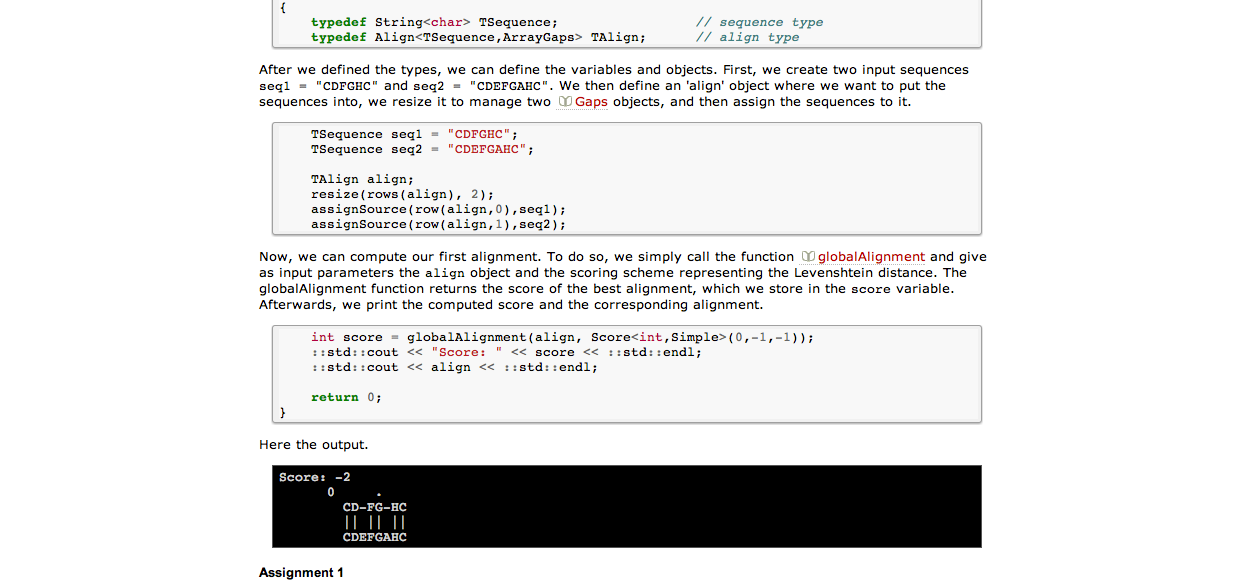 {
typedef String<char> TSequence; // sequence type
typedef Align<TSequence,ArrayGaps> TAlign; // align type
After we defined the types, we can define the variables and objects. First, we create two input sequences
seq1 = "CDFGHC" and seq2 = "CDEFGAHC". We then define an 'align' object where we want to put the
sequences into, we resize it to manage two Gaps objects, and then assign the sequences to it.
TSequence seq1 = "CDFGHC";
TSequence seq2 = "CDEFGAHC";
TAlign align;
resize(rows(align), 2);
assignSource(row(align,0),seq1);
assignSource(row(align,1),seq2);
Now, we can compute our first alignment. To do so, we simply call the function globalAlignment and give
as input parameters the align object and the scoring scheme representing the Levenshtein distance. The
globalAlignment function returns the score of the best alignment, which we store in the score variable.
Afterwards, we print the computed score and the corresponding alignment.
int score = globalAlignment(align, Score<int,Simple>(0,-1,-1));
::std::cout << "Score: " << score << ::std::endl;
::std::cout << align << ::std::endl;
return 0;
}
Here the output.
Score: -2
0 .
CD-FG-HC
|| || ||
CDEFGAHC
Assignment 1